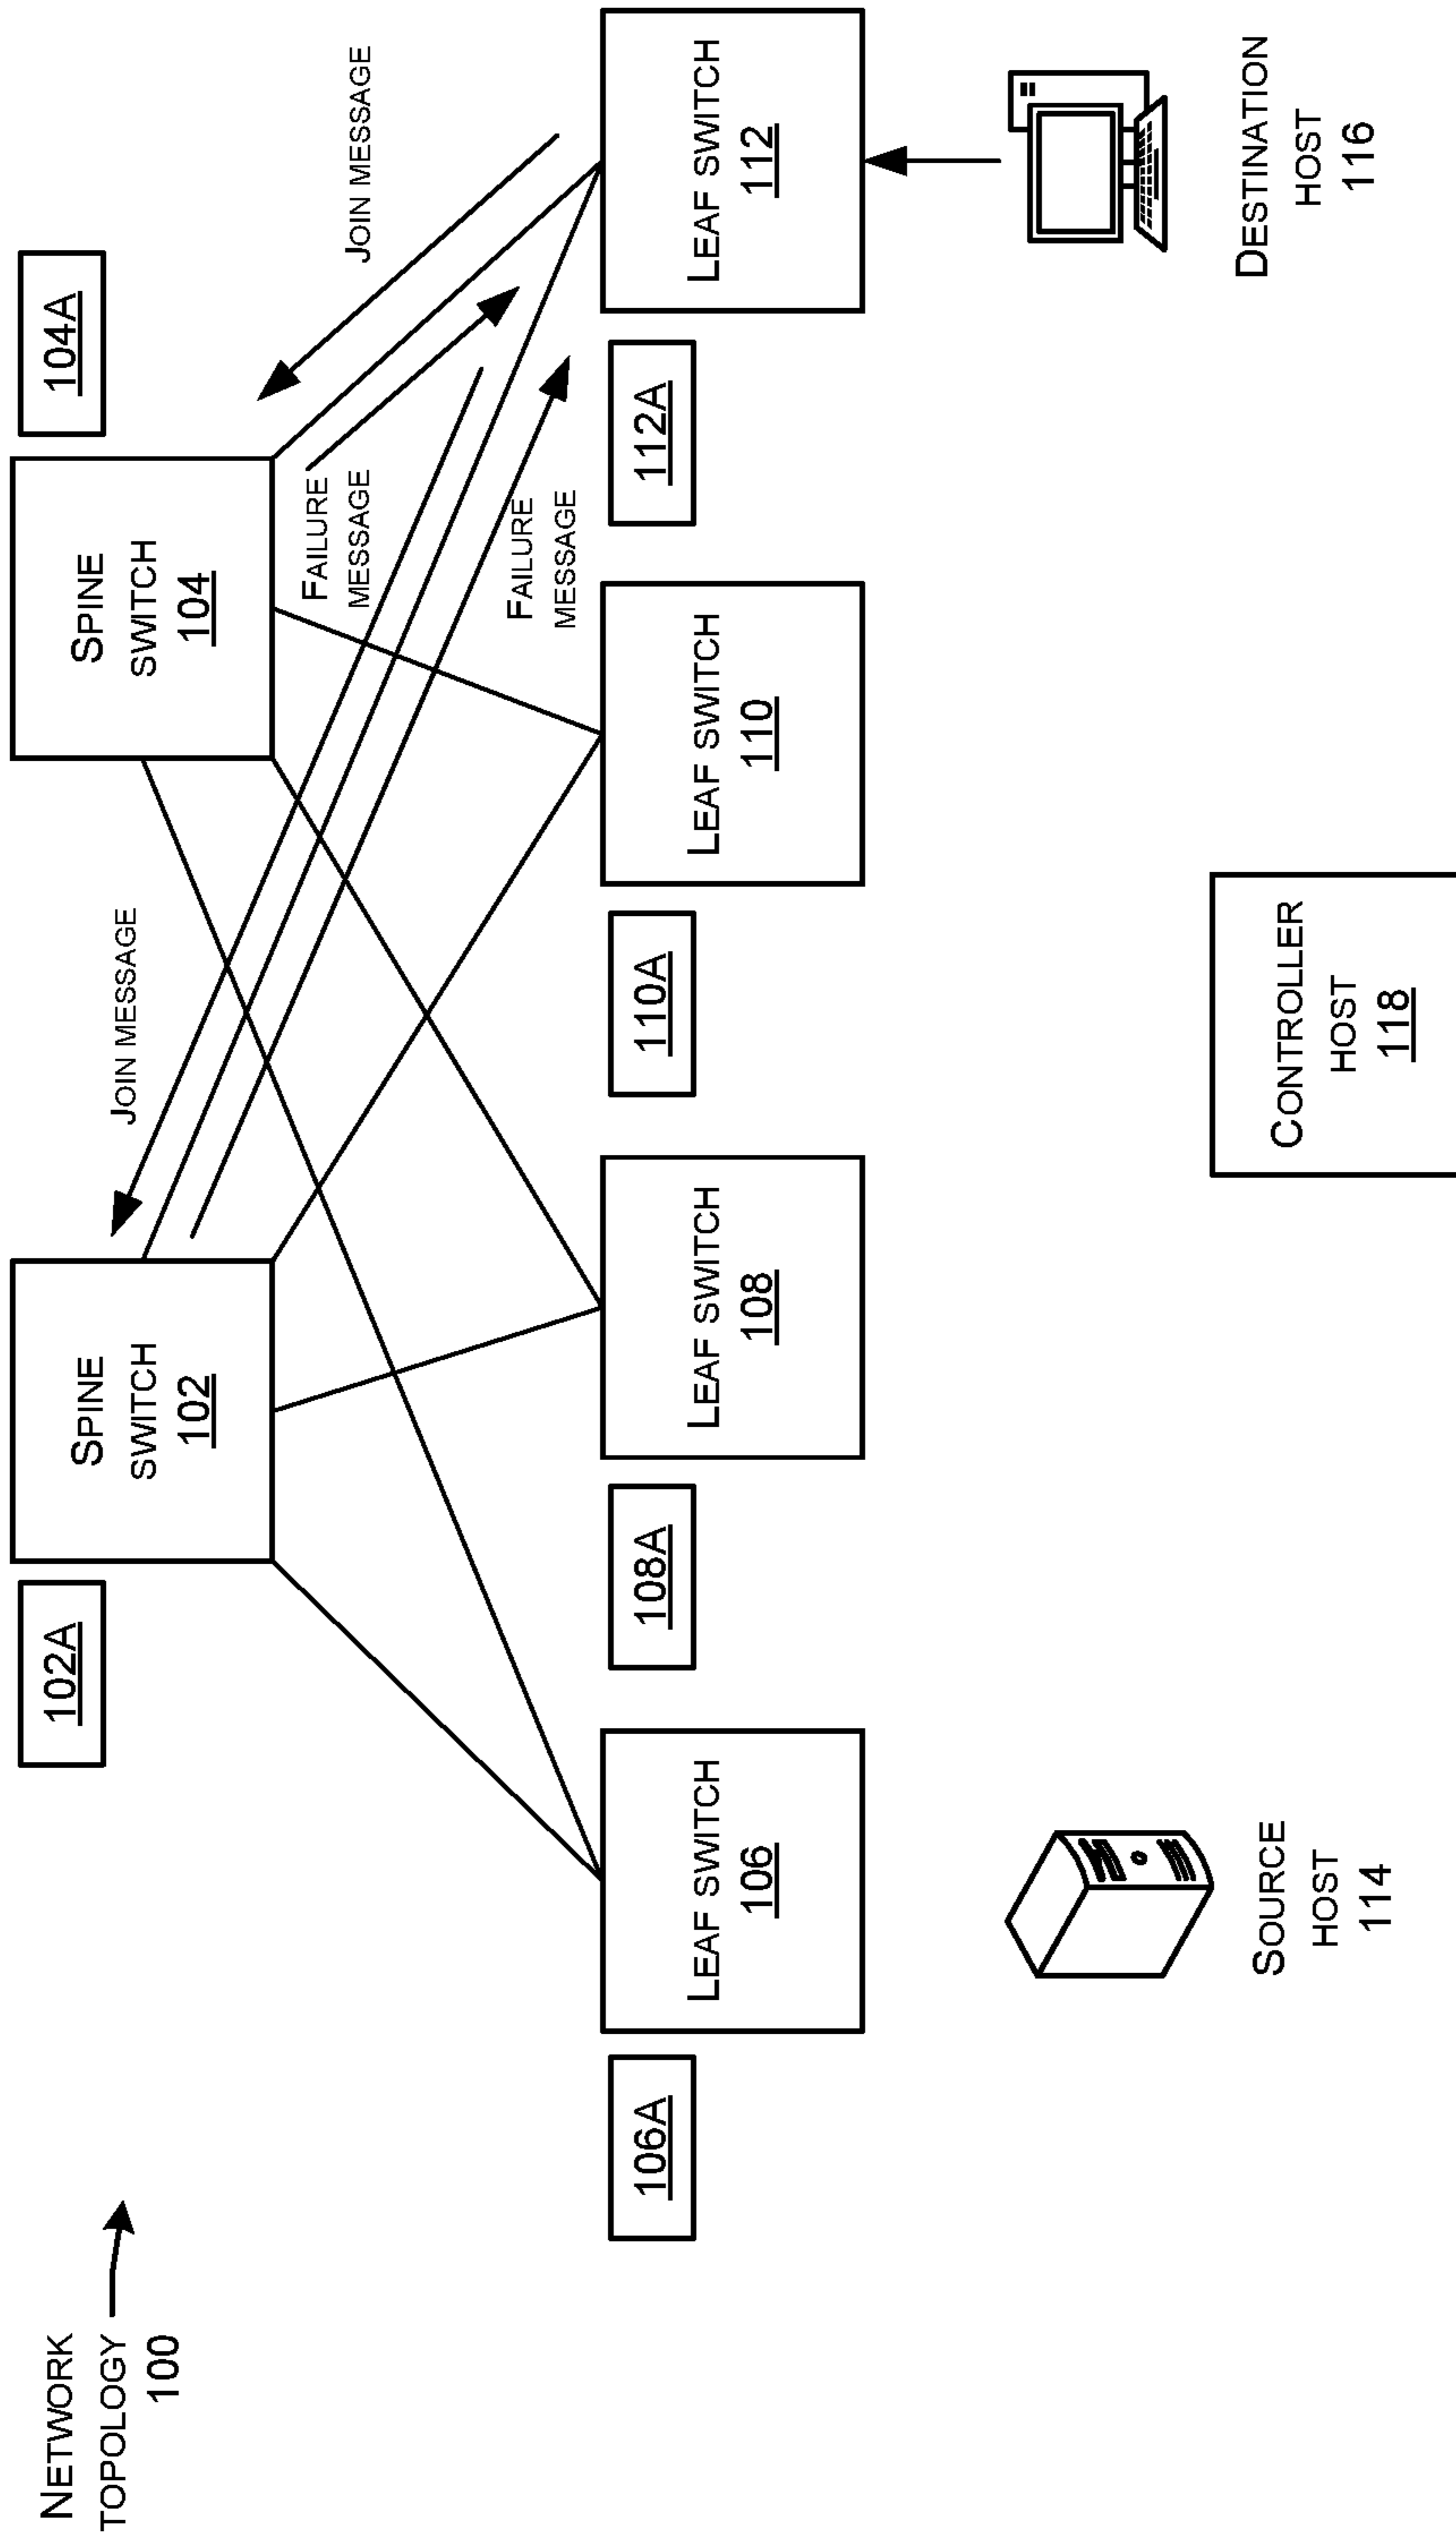 NETWORK
TOPOLOGY
100
102A
SPINE
SWITCH
102
JOIN MESSAGE
SPINE
SWITCH
104
104A
JOIN MESSAGE
FAILURE
MESSAGE
FAILURE
MESSAGE
106A
LEAF SWITCH
106
108A
LEAF SWITCH
108
110A
LEAF SWITCH
110
112A
LEAF SWITCH
112
SOURCE
HOST
114
CONTROLLER
HOST
118
DESTINATION
HOST
116